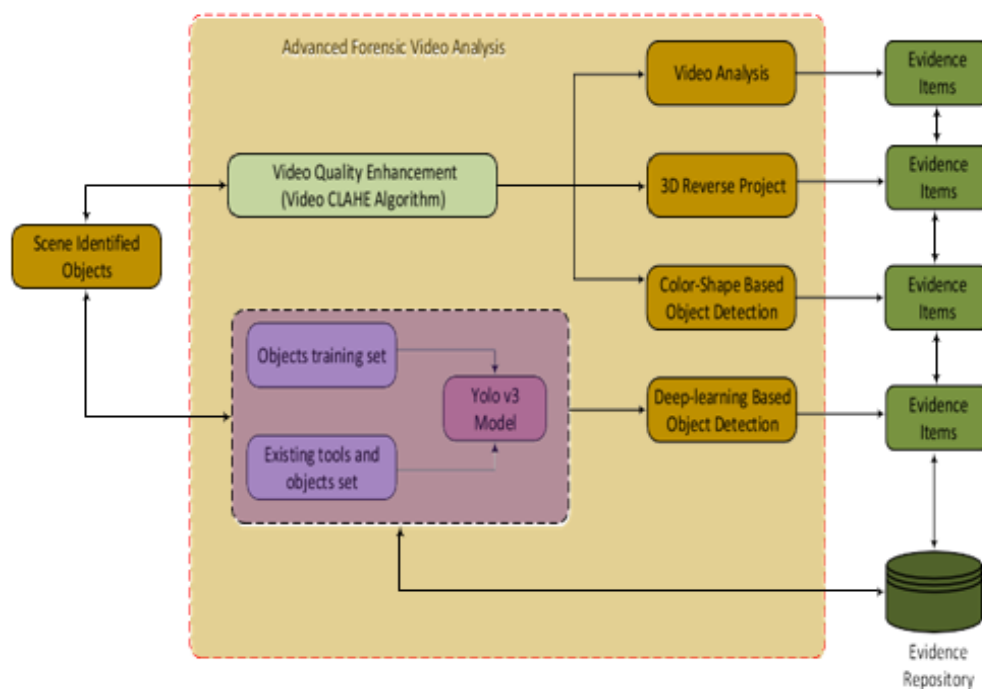 Advanced Forensic Video Analysis
Video Analysis
Evidence
Items
Video Quality Enhancement
(Video CLAHE Algorithm)
3D Reverse Project
Evidence
Items
Scene Identified
Objects
Color-Shape Based
Object Detection
Evidence
Items
Objects training set
Yolo v3
Model
Existing tools and
objects set
Deep-learning Based
Object Detection
Evidence
Items
Evidence
Repository